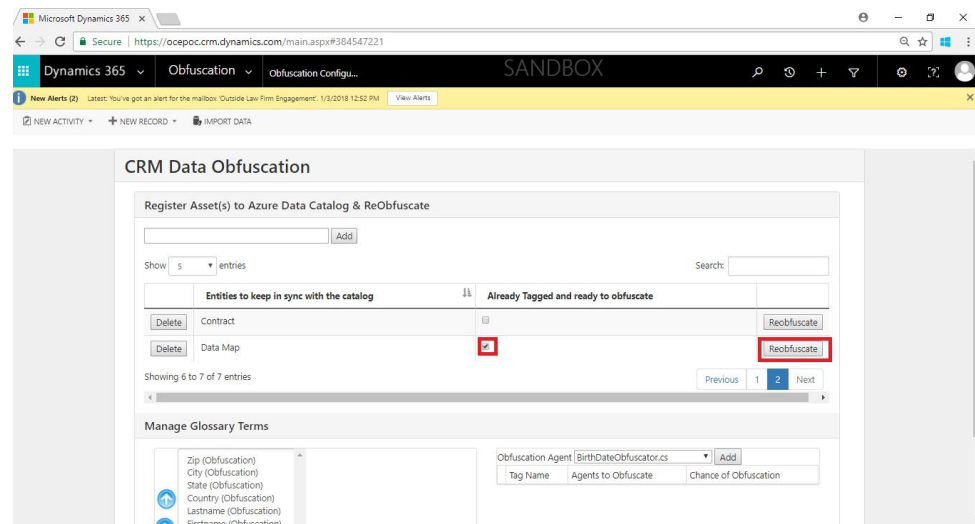 Microsoft Dynamics 365
Secure | https://ocepoc.crm.dynamics.com/main.aspx#384547221
Dynamics 365 Obfuscation Obfuscation Configu... SANDBOX
New Alerts (2) Latest: You've got an alert for the mailbox 'Outside Law Firm Engagement'. 1/3/2018 12:52 PM View Alerts
NEW ACTIVITY NEW RECORD IMPORT DATA
CRM Data Obfuscation
Register Asset(s) to Azure Data Catalog & ReObfuscate
Add
Show 5 entries Search:
Entities to keep in sync with the catalog Already Tagged and ready to obfuscate
Delete Contract Reobfuscate
Delete Data Map Reobfuscate
Showing 6 to 7 of 7 entries Previous 1 2 Next
Manage Glossary Terms
Zip (Obfuscation) Obfuscation Agent BirthDateObfuscator.cs Add
City (Obfuscation) Tag Name Agents to Obfuscate Chance of Obfuscation
State (Obfuscation)
Country (Obfuscation)
Lastname (Obfuscation)
Firstname (Obfuscation)